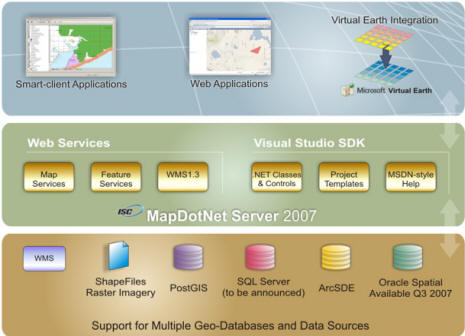 Virtual Earth Integration
Smart-client Applications
Web Applications
Microsoft Virtual Earth
Web Services
Visual Studio SDK
Map
Services
Feature
Services
WMS1.3
.NET Classes
& Controls
Project
Templates
MSDN-style
Help
ISC MapDotNet Server 2007
WMS
ShapeFiles
Raster Imagery
PostGIS
SQL Server
(to be announced)
ArcSDE
Oracle Spatial
Available Q3 2007
Support for Multiple Geo-Databases and Data Sources